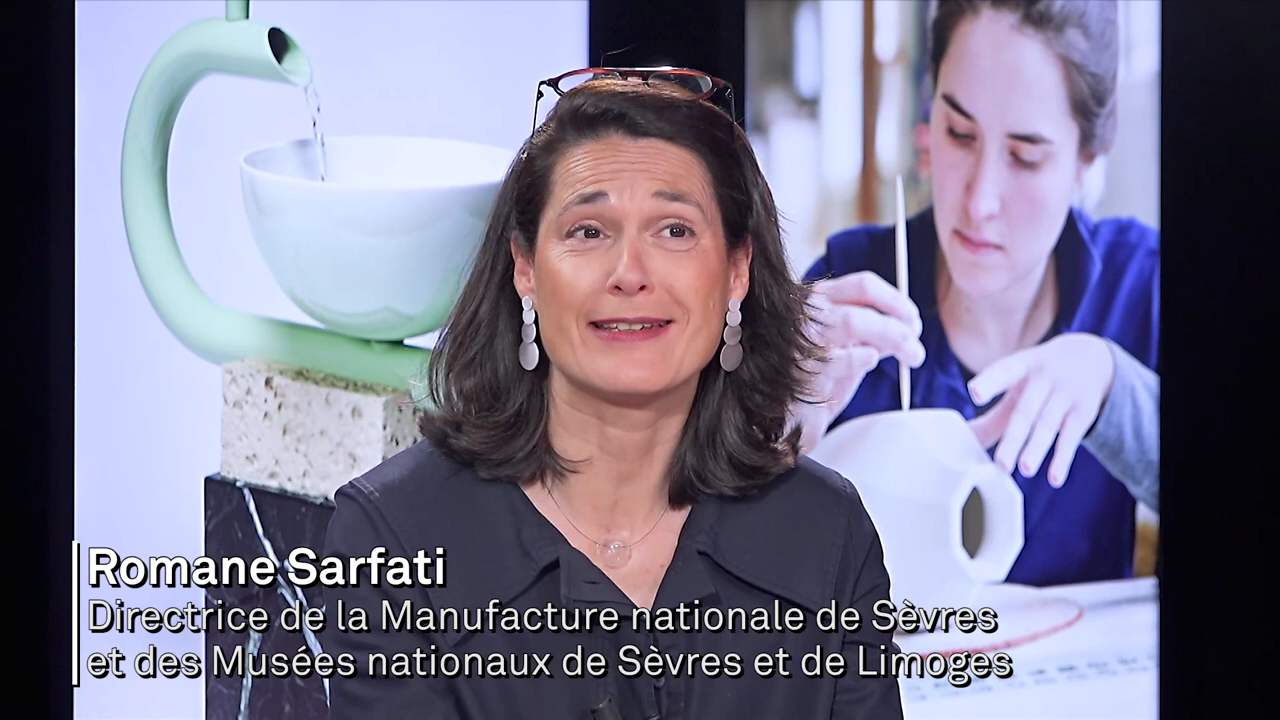 Romane Sarfati
Directrice de la Manufacture nationale de Sèvres
et des Musées nationaux de Sèvres et de Limoges